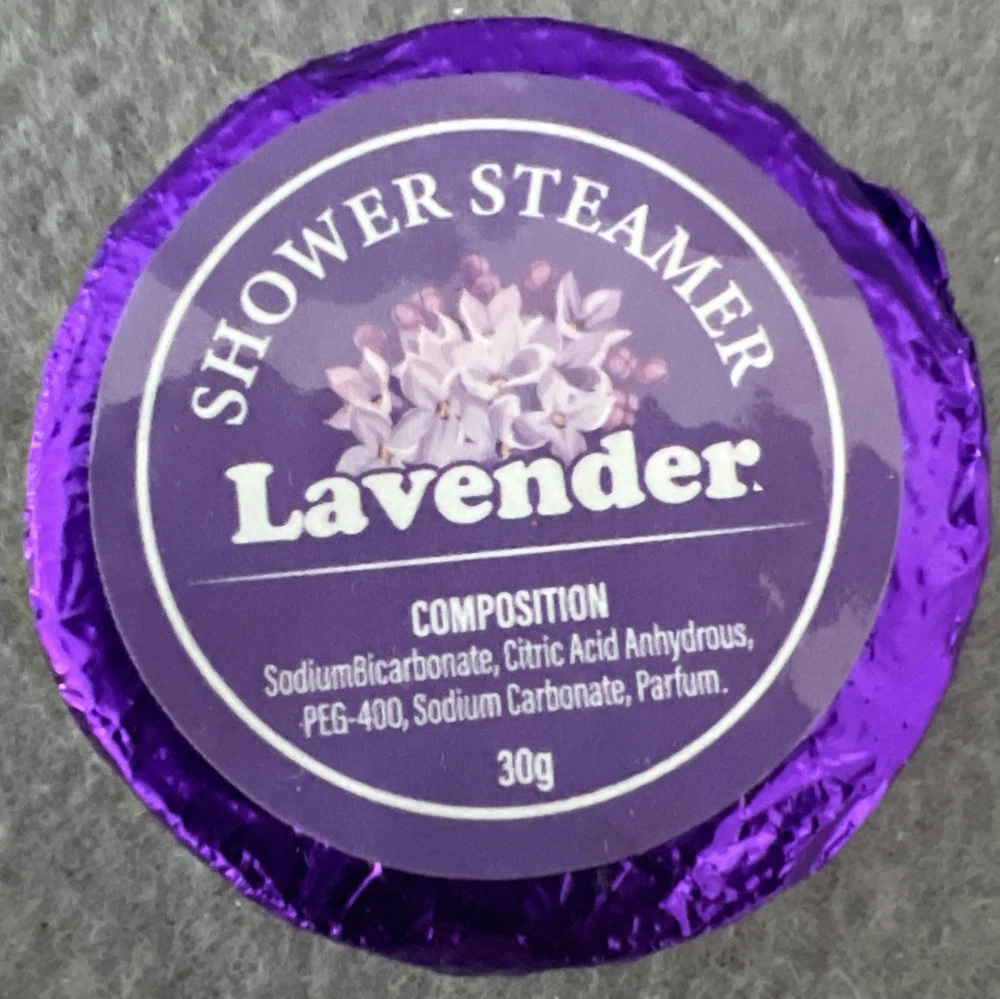 SHOWER STEAMER
Lavender
COMPOSITION
SodiumBicarbonate, Citric Acid Anhydrous,
PEG-400, Sodium Carbonate, Parfum.
30g